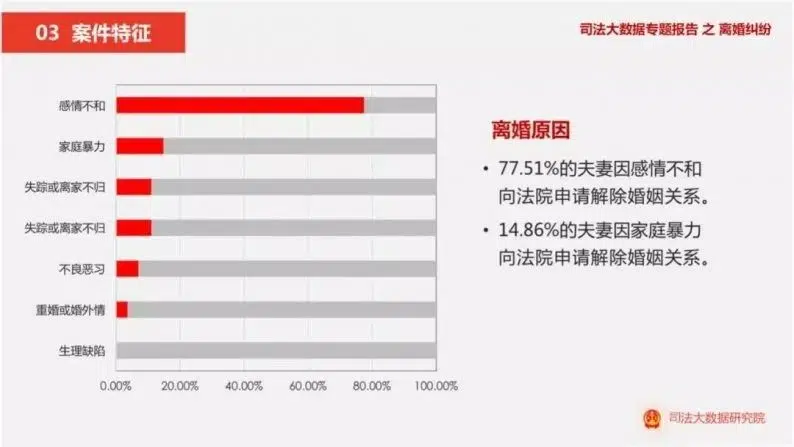 03 案件特征
司法大数据专题报告 之 离婚纠纷
感情不和
家庭暴力
失踪或离家不归
失踪或离家不归
不良恶习
重婚或婚外情
生理缺陷
0.00% 20.00% 40.00% 60.00% 80.00% 100.00%
离婚原因
• 77.51%的夫妻因感情不和
向法院申请解除婚姻关系。
• 14.86%的夫妻因家庭暴力
向法院申请解除婚姻关系。
司法大数据研究院